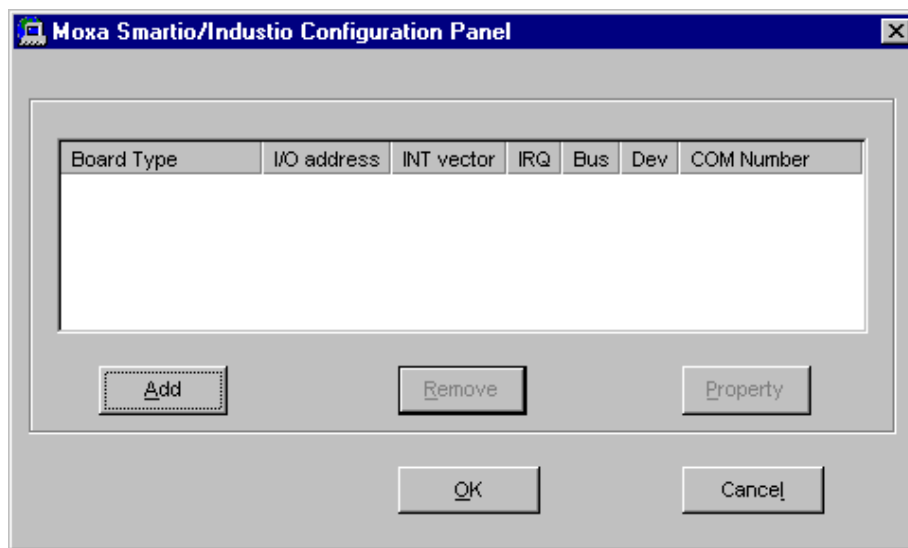 Moxa Smartio/Industio Configuration Panel
Board Type I/O address INT vector IRQ Bus Dev COM Number
Add Remove Property
OK Cancel